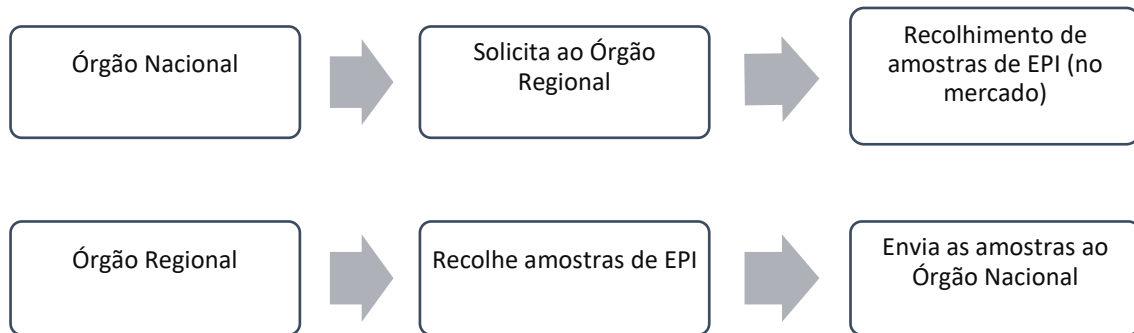 Órgão Nacional
Solicita ao Órgão
Regional
Recolhimento de
amostras de EPI (no
mercado)
Órgão Regional
Recolhe amostras de EPI
Envia as amostras ao
Órgão Nacional